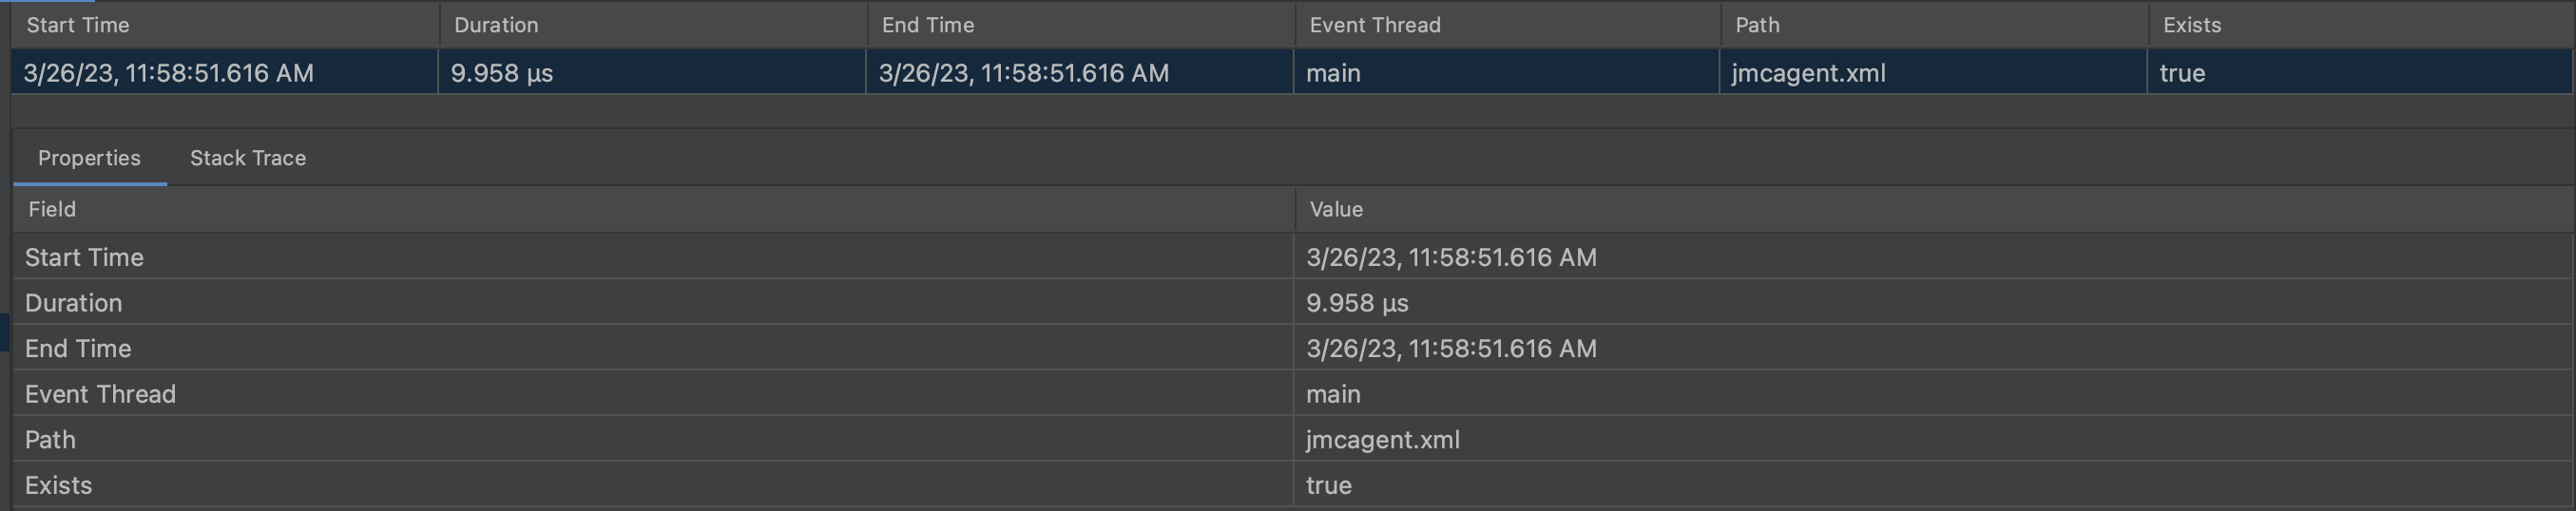 Start Time Duration End Time Event Thread Path Exists
3/26/23, 11:58:51.616 AM 9.958 µs 3/26/23, 11:58:51.616 AM main jmcagent.xml true
Properties Stack Trace
Field Value
Start Time 3/26/23, 11:58:51.616 AM
Duration 9.958 µs
End Time 3/26/23, 11:58:51.616 AM
Event Thread main
Path jmcagent.xml
Exists true